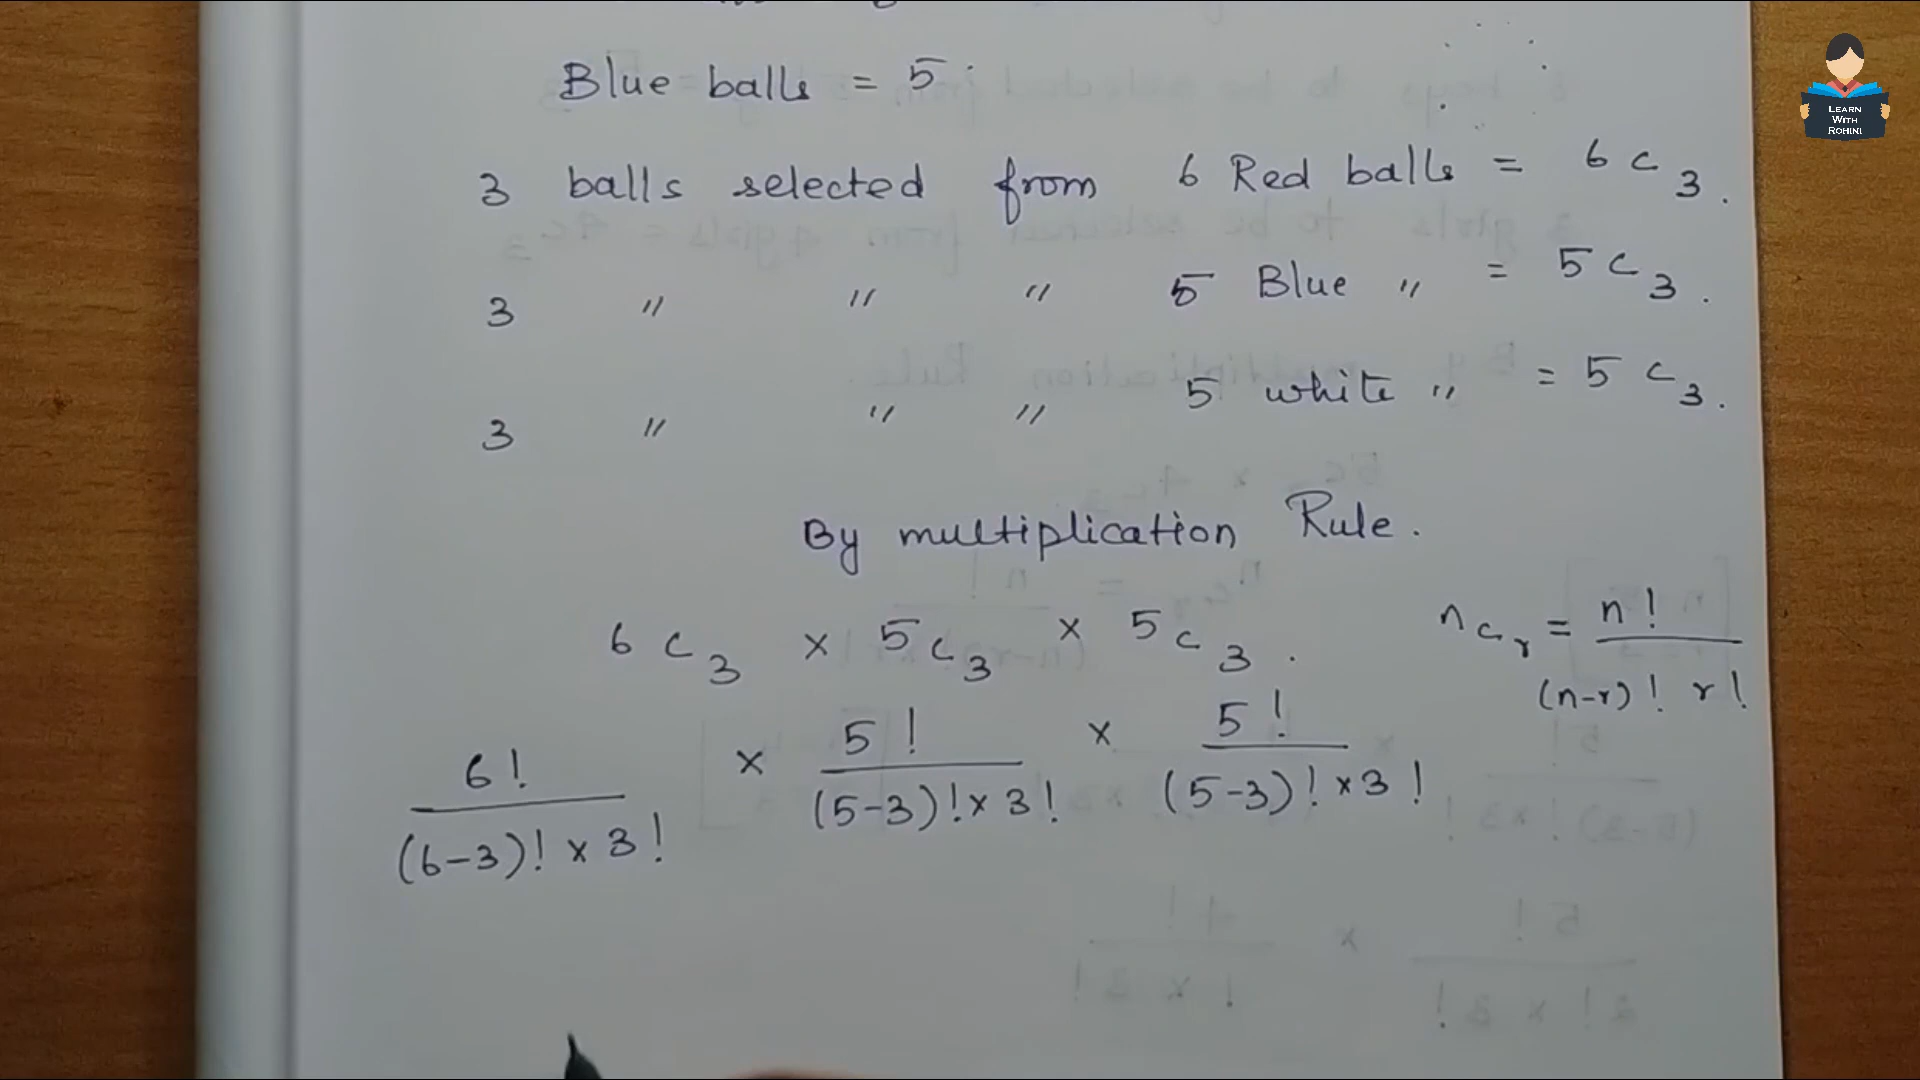 Blue balls = 5
3 balls selected from 6 Red balls = 6C3.
3 " " " 5 Blue " = 5C3.
3 " " " 5 white " = 5C3.
By multiplication Rule.
6C3 × 5C3 × 5C3.
nCr = n! / (n-r)! r!
6! / (6-3)! × 3! × 5! / (5-3)! × 3! × 5! / (5-3)! × 3!
LEARN
WITH
ROHINI